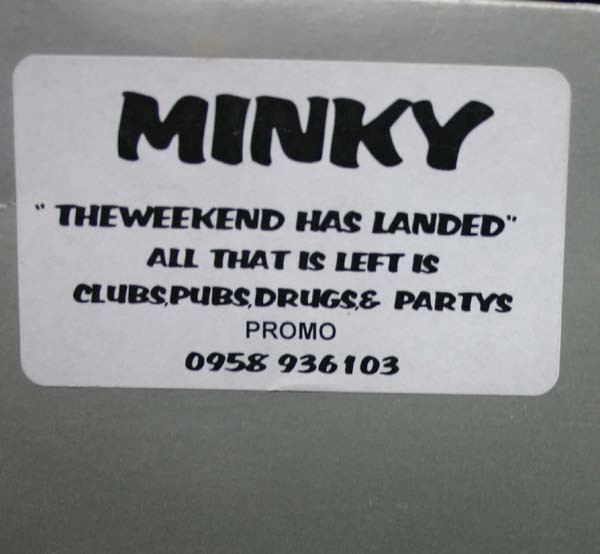 MINKY
"THEWEEKEND HAS LANDED"
ALL THAT IS LEFT IS
CLUBS,PUBS,DRUGS,& PARTYS
PROMO
0958 936103